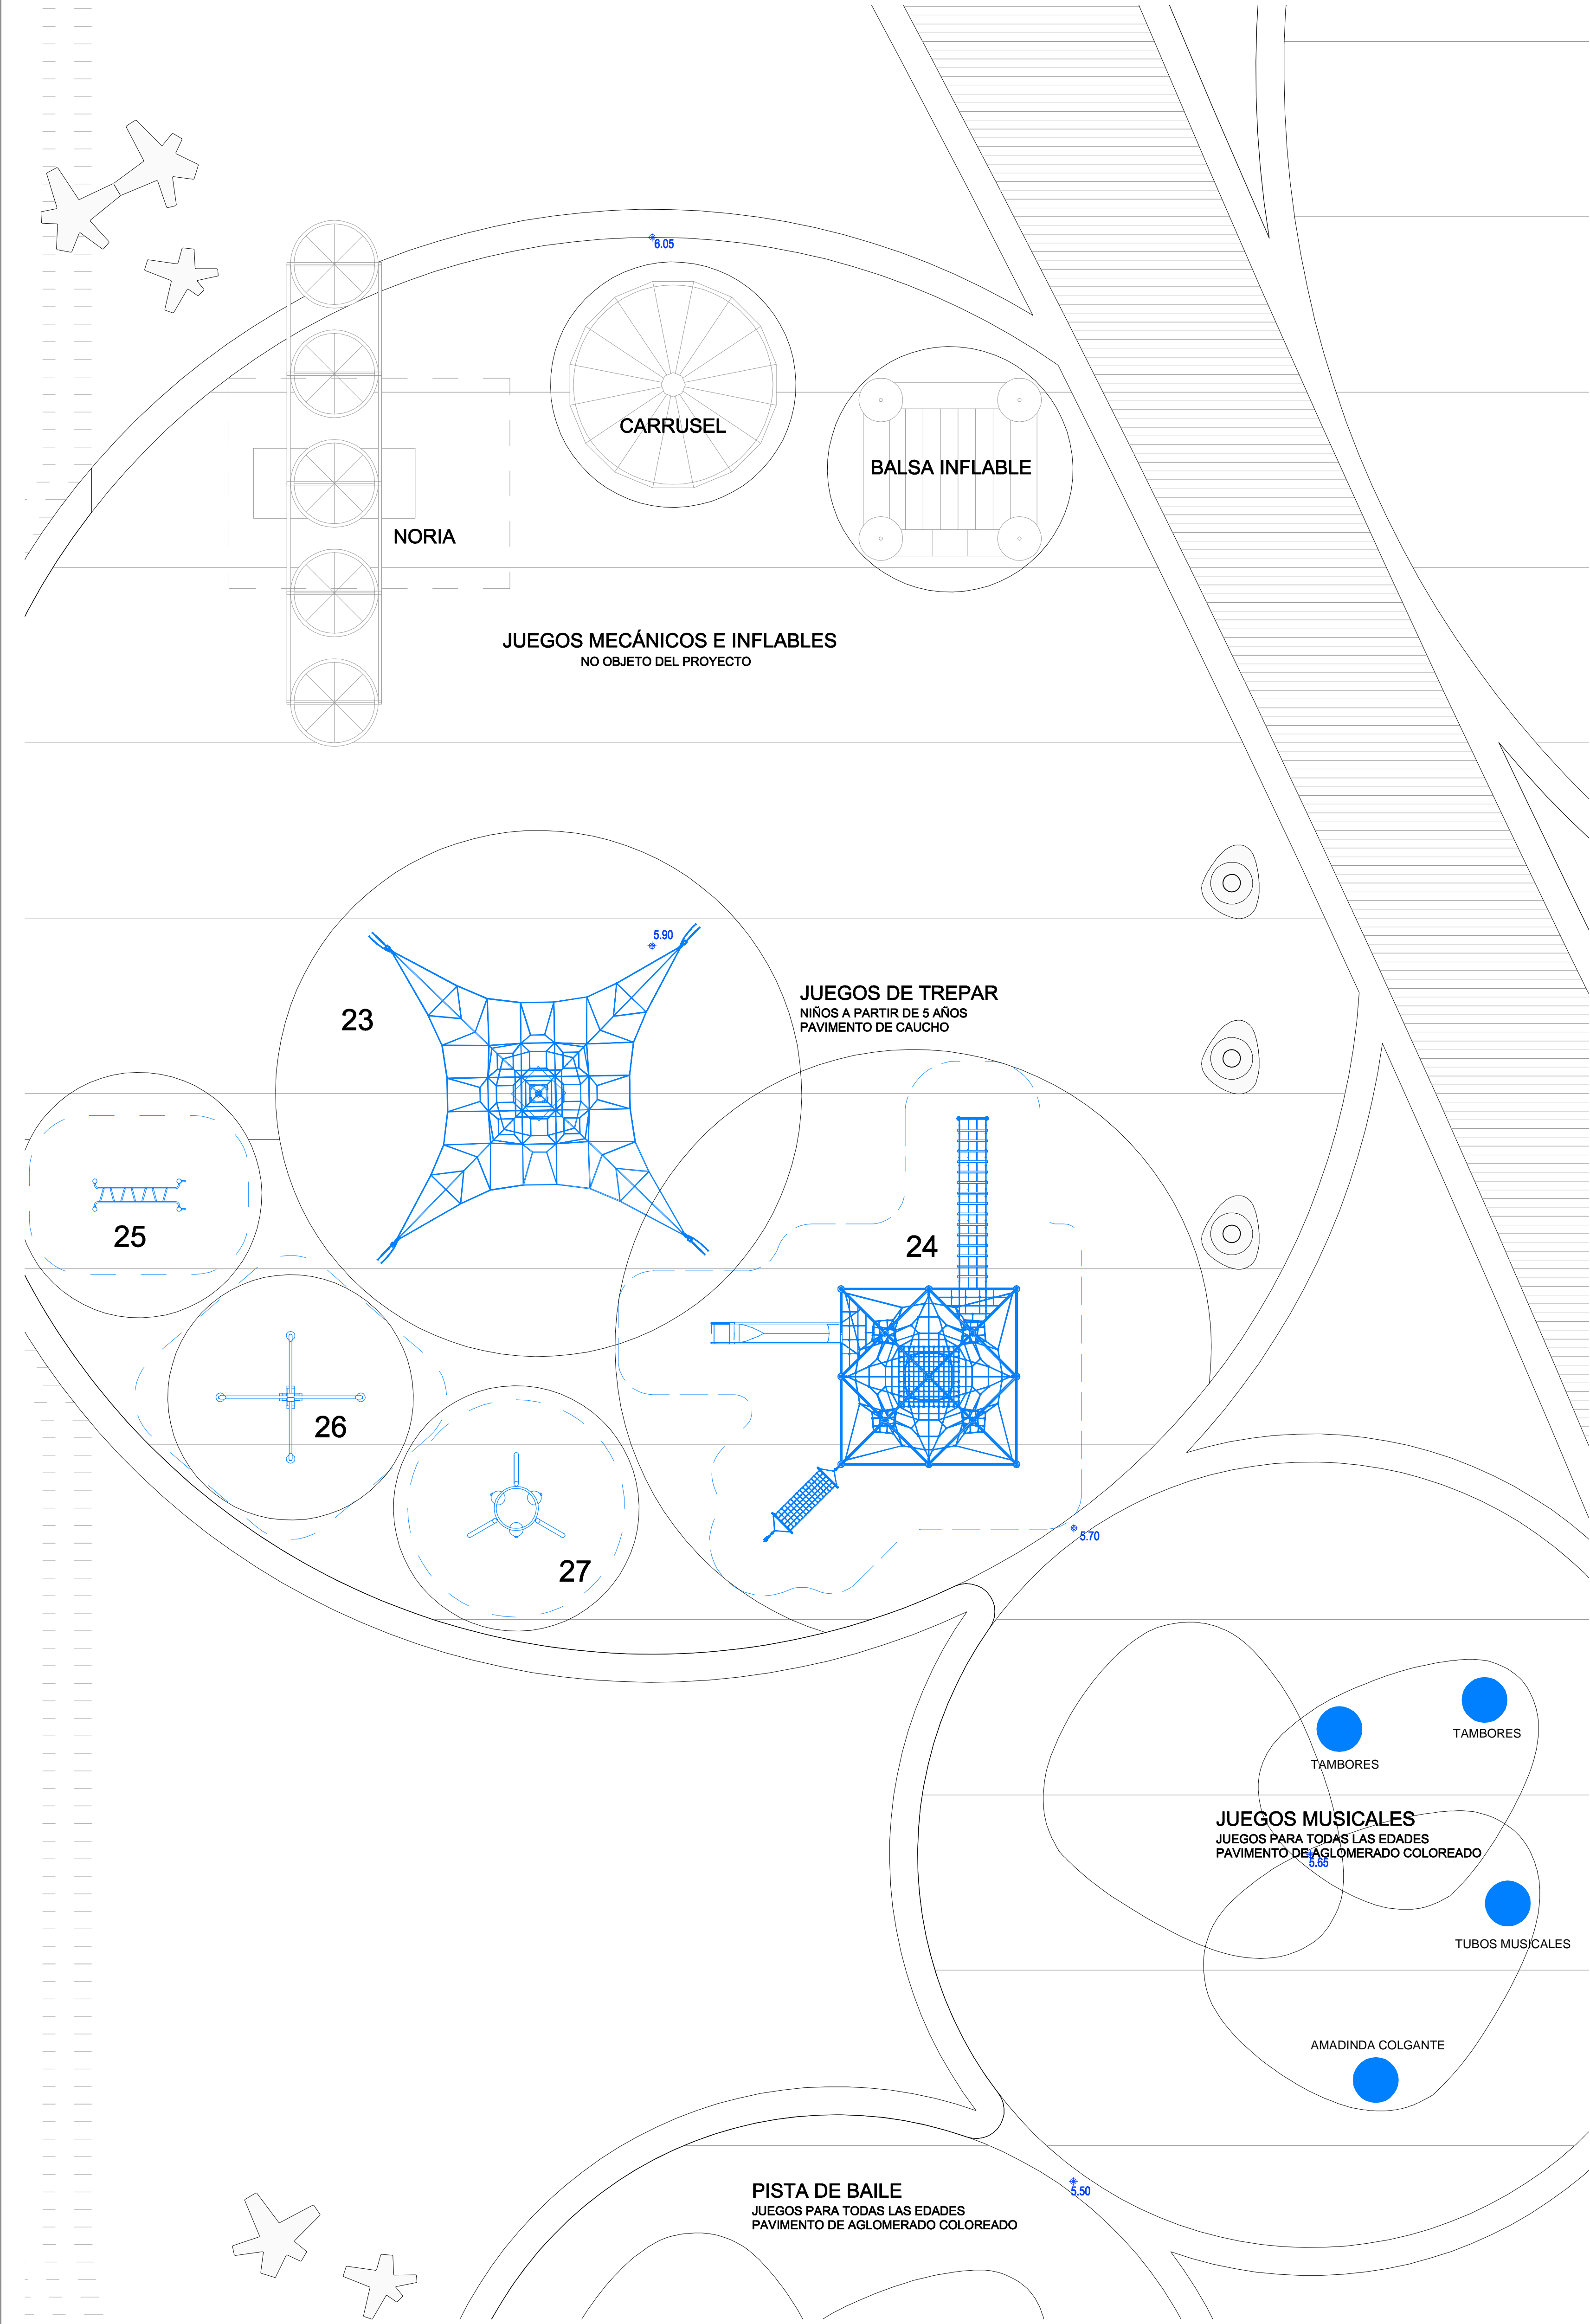 6.05
CARRUSEL
BALSA INFLABLE
NORIA
JUEGOS MECÁNICOS E INFLABLES
NO OBJETO DEL PROYECTO
5.90
23
JUEGOS DE TREPAR
NIÑOS A PARTIR DE 5 AÑOS
PAVIMENTO DE CAUCHO
25
24
26
27
5.70
TAMBORES
TAMBORES
JUEGOS MUSICALES
JUEGOS PARA TODAS LAS EDADES
PAVIMENTO DE AGLOMERADO COLOREADO
5.65
TUBOS MUSICALES
AMADINDA COLGANTE
PISTA DE BAILE
JUEGOS PARA TODAS LAS EDADES
PAVIMENTO DE AGLOMERADO COLOREADO
5.50